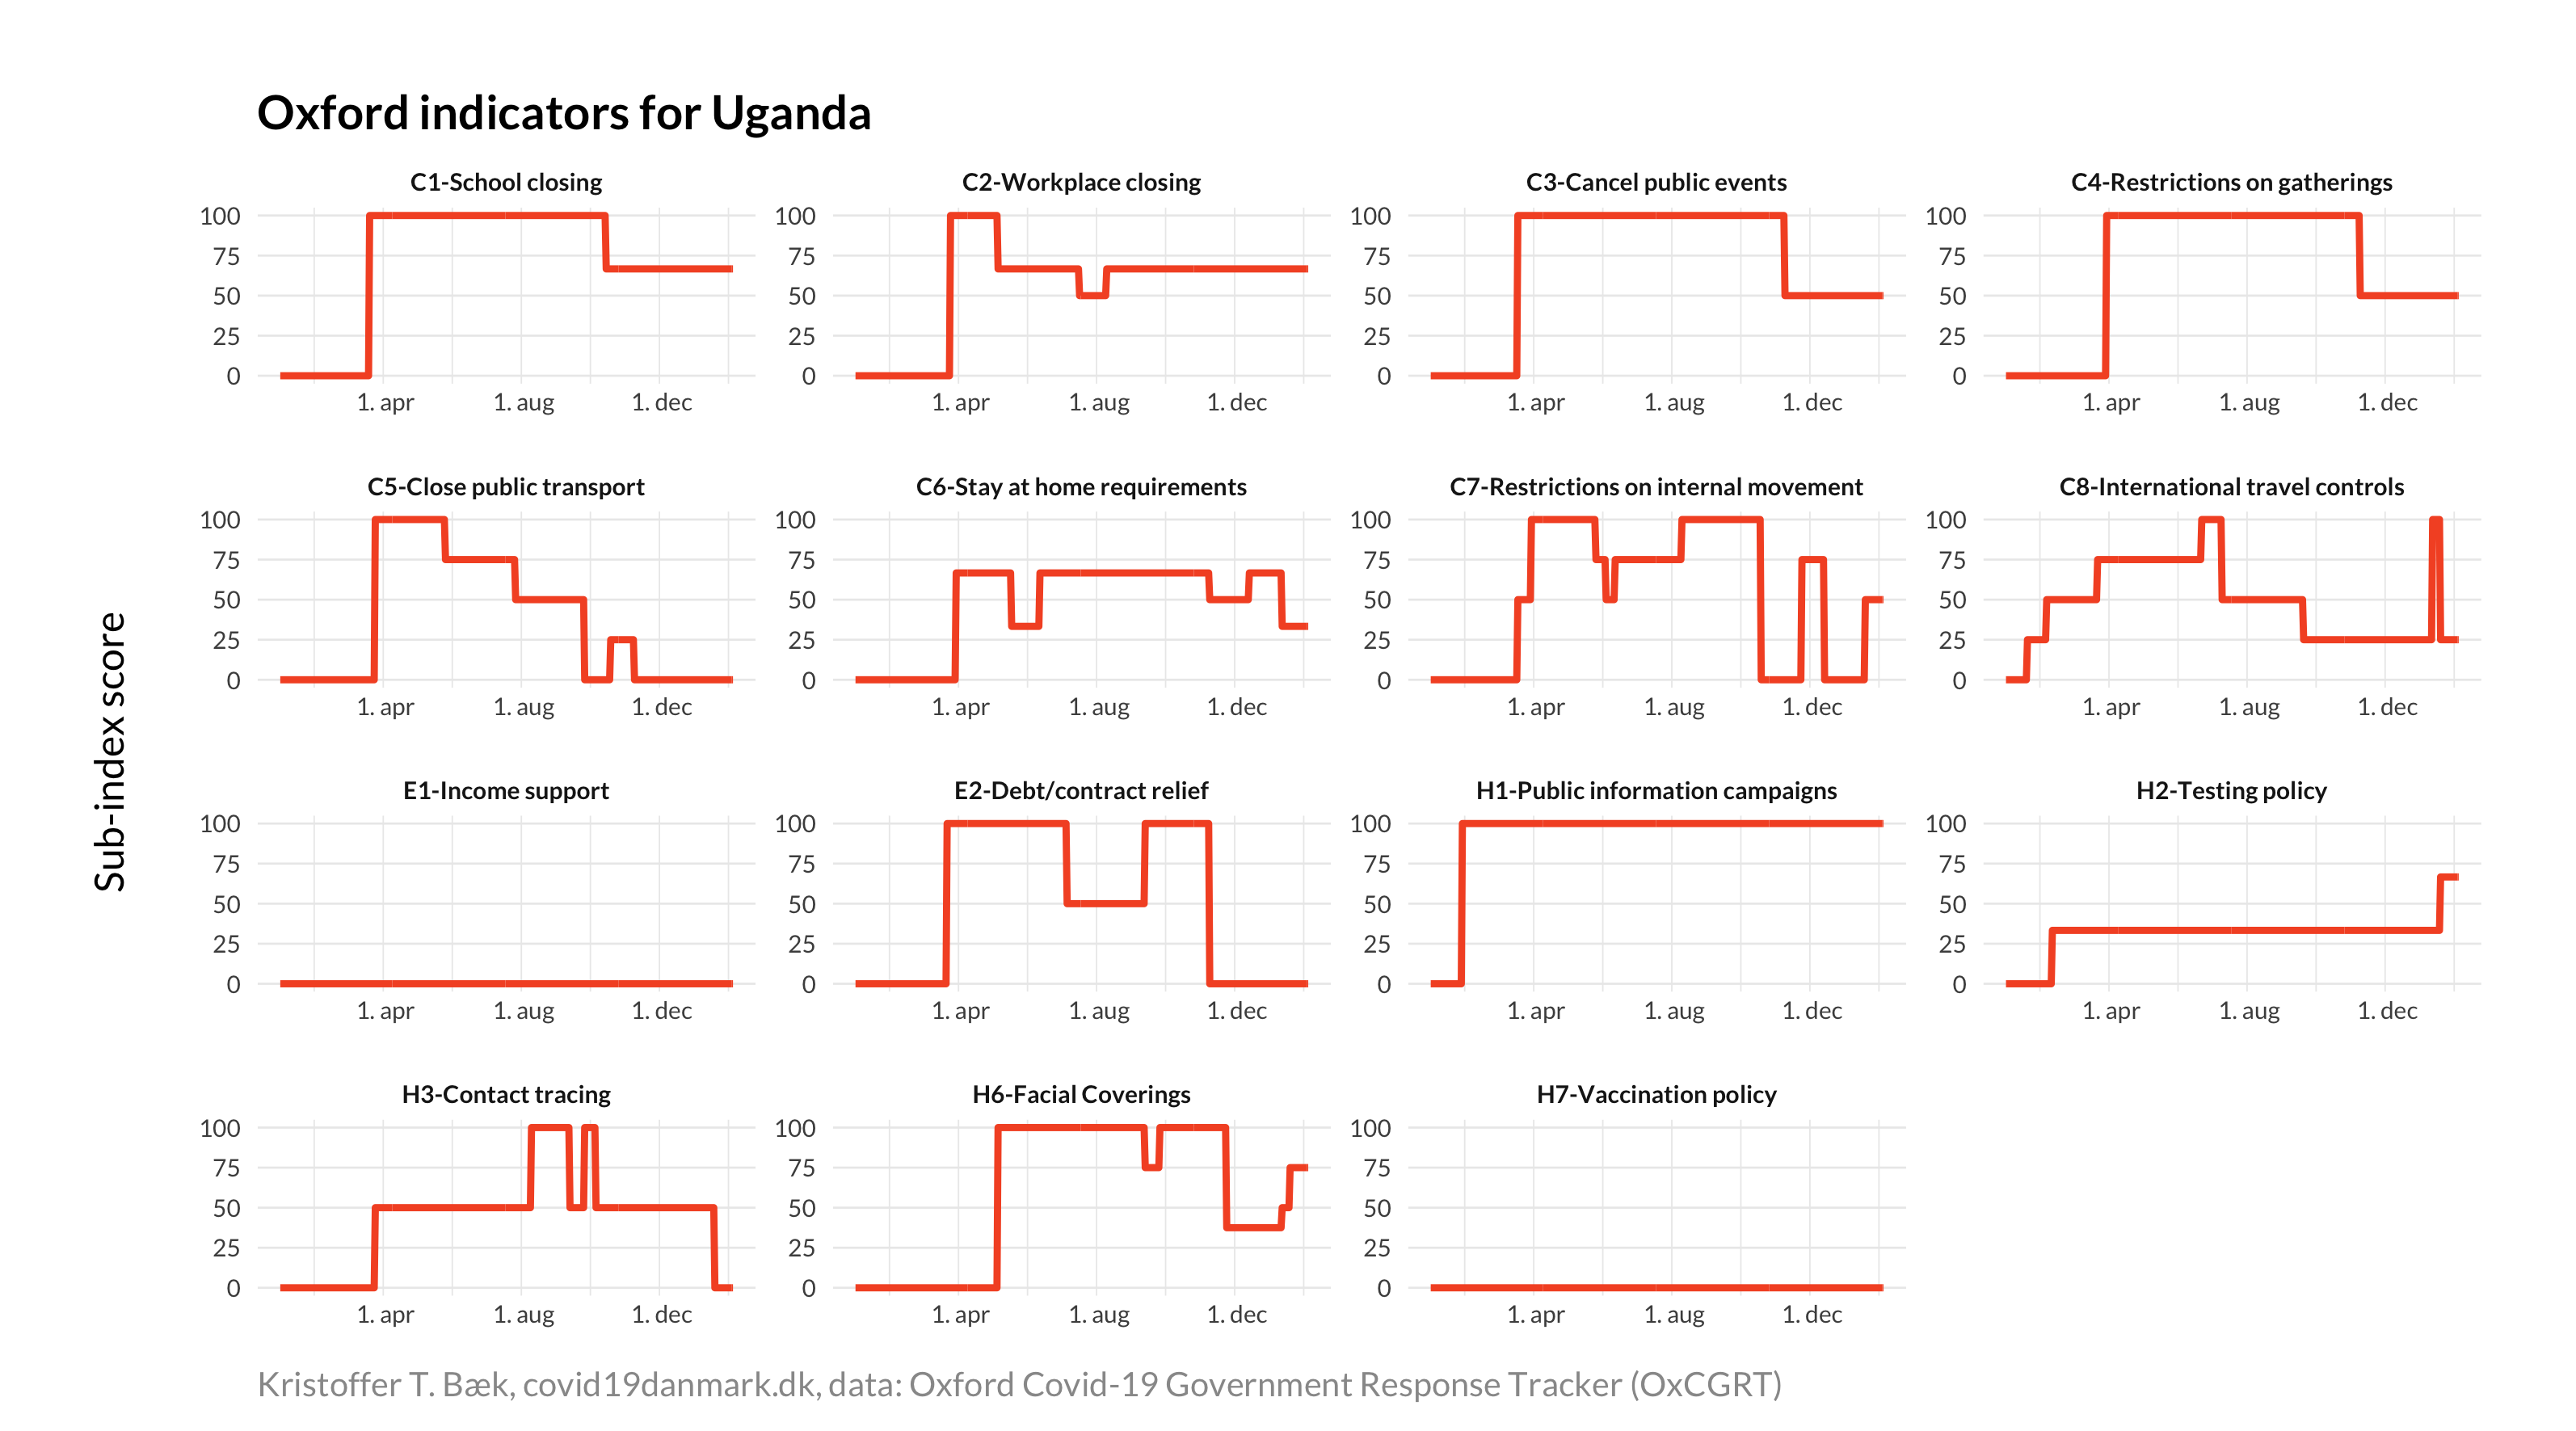 Oxford indicators for Uganda
C1-School closing
C2-Workplace closing
C3-Cancel public events
C4-Restrictions on gatherings
100 100 100 100
75 75 75 75
50 50 50 50
25 25 25 25
0 0 0 0
1. apr 1. aug 1. dec 1. apr 1. aug 1. dec 1. apr 1. aug 1. dec 1. apr 1. aug 1. dec
C5-Close public transport
C6-Stay at home requirements
C7-Restrictions on internal movement
C8-International travel controls
100 100 100 100
75 75 75 75
50 50 50 50
25 25 25 25
0 0 0 0
1. apr 1. aug 1. dec 1. apr 1. aug 1. dec 1. apr 1. aug 1. dec 1. apr 1. aug 1. dec
Sub-index score
E1-Income support
E2-Debt/contract relief
H1-Public information campaigns
H2-Testing policy
100 100 100 100
75 75 75 75
50 50 50 50
25 25 25 25
0 0 0 0
1. apr 1. aug 1. dec 1. apr 1. aug 1. dec 1. apr 1. aug 1. dec 1. apr 1. aug 1. dec
H3-Contact tracing
H6-Facial Coverings
H7-Vaccination policy
100 100 100
75 75 75
50 50 50
25 25 25
0 0 0
1. apr 1. aug 1. dec 1. apr 1. aug 1. dec 1. apr 1. aug 1. dec
Kristoffer T. Bæk, covid19danmark.dk, data: Oxford Covid-19 Government Response Tracker (OxCGRT)